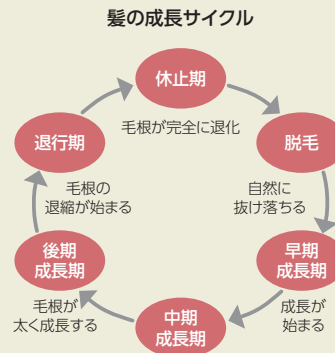 髪の成長サイクル
休止期
毛根が完全に退化
脱毛
自然に
抜け落ちる
早期
成長期
成長が
始まる
中期
成長期
後期
成長期
毛根が
太く成長する
退行期
毛根の
退縮が始まる